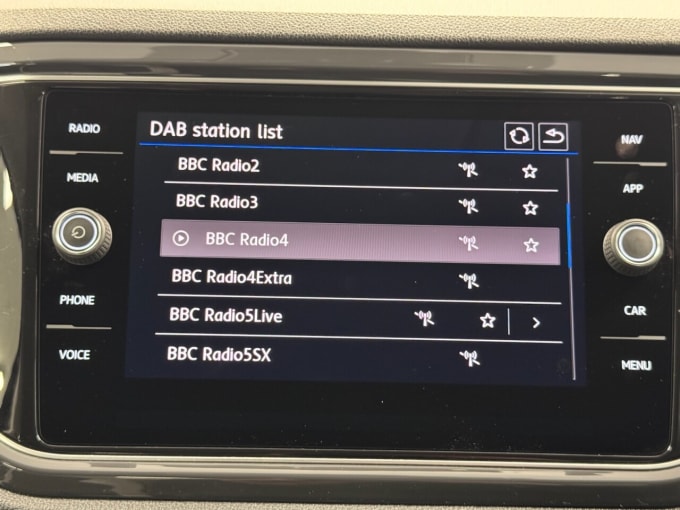 RADIO
MEDIA
PHONE
VOICE
DAB station list
BBC Radio2
BBC Radio3
BBC Radio4
BBC Radio4Extra
BBC Radio5Live
BBC Radio5SX
NAV
APP
CAR
MENU